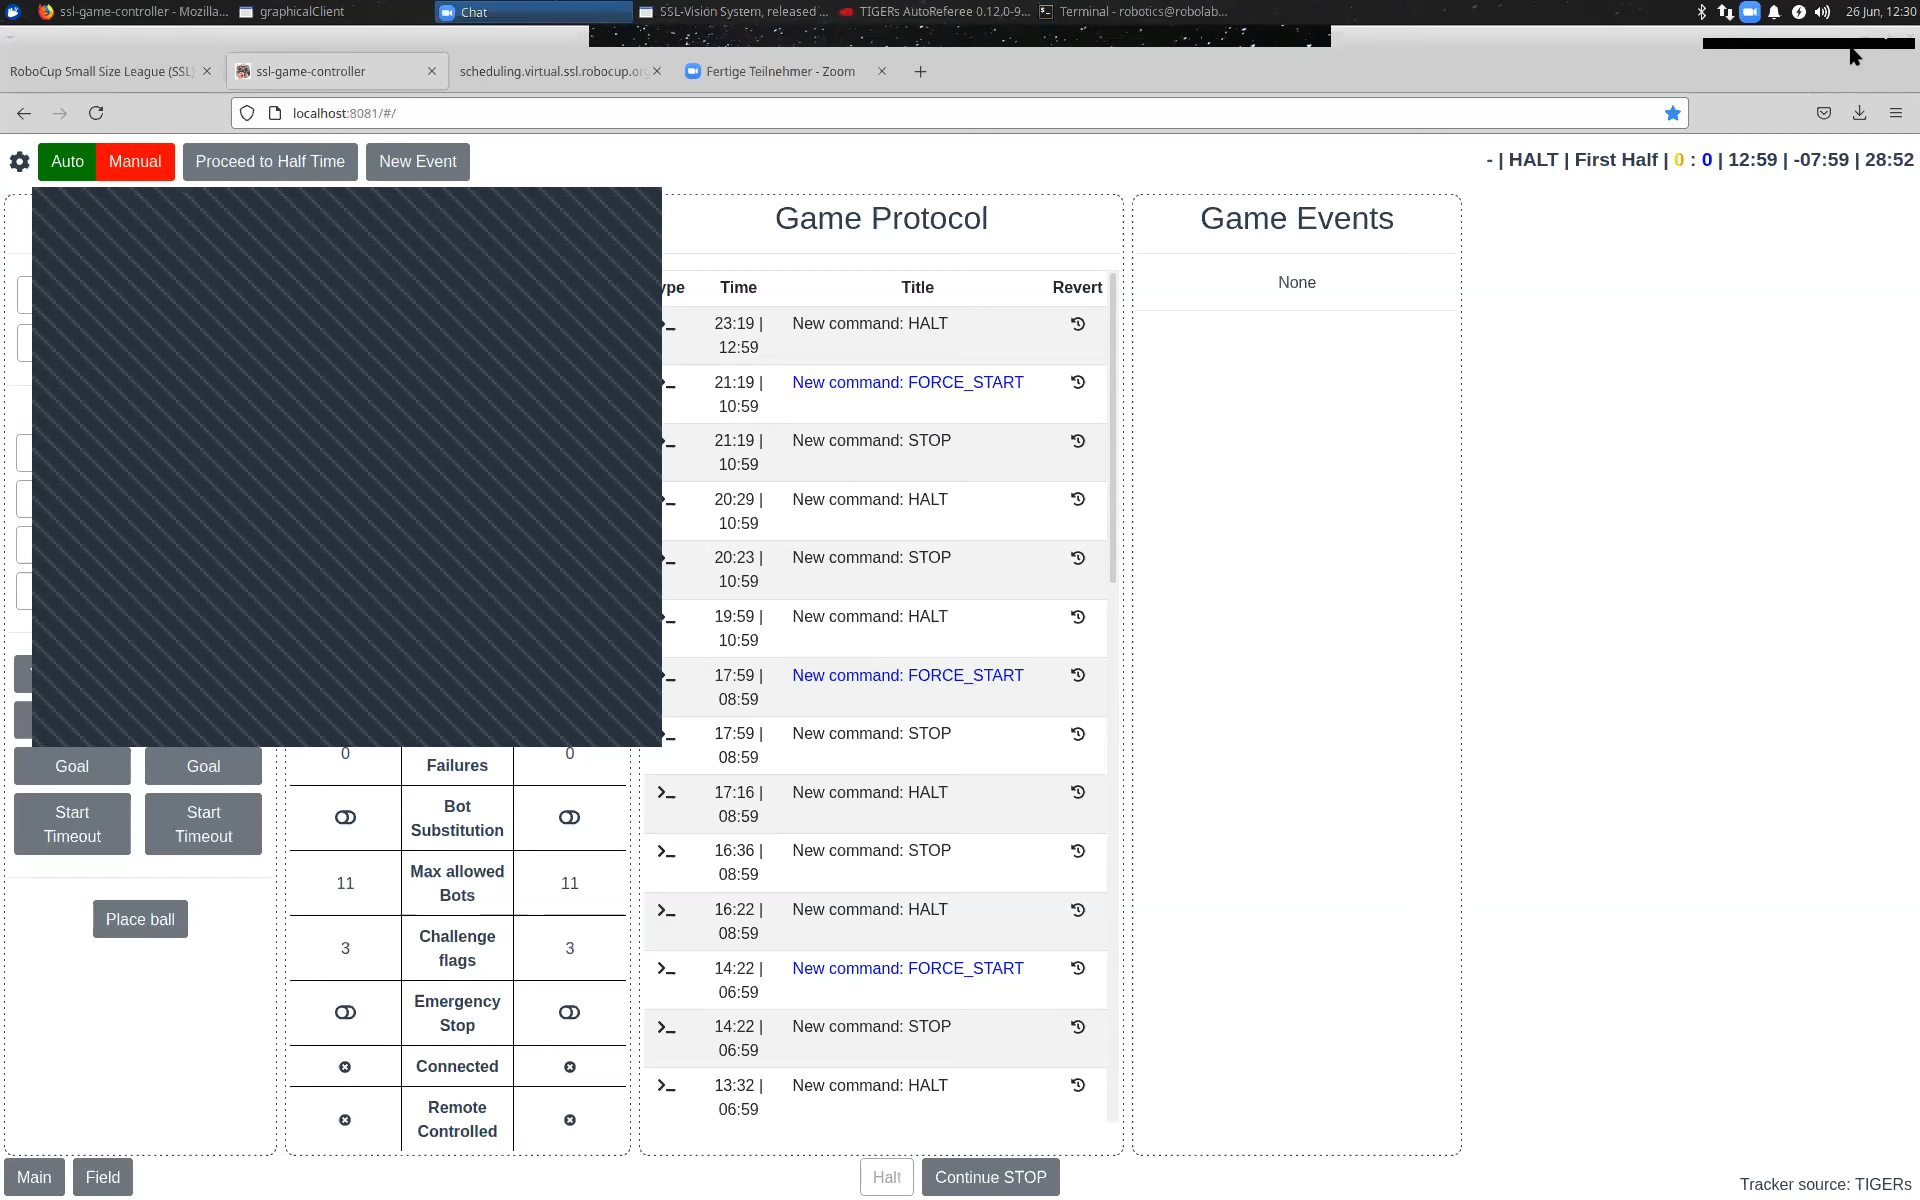 ssl-game-controller - Mozilla...
graphicalClient
Chat
SSL-Vision System, released ...
TIGERs AutoReferee 0.12.0-9...
Terminal - robotics@robolab...
26 Jun, 12:30
RoboCup Small Size League (SSL)
ssl-game-controller
scheduling.virtual.ssl.robocup.org
Fertige Teilnehmer - Zoom
localhost:8081/#/
Auto
Manual
Proceed to Half Time
New Event
- | HALT | First Half | 0 : 0 | 12:59 | -07:59 | 28:52
Goal
Goal
Start
Timeout
Start
Timeout
Place ball
0
Failures
0
Bot
Substitution
11
Max allowed
Bots
11
3
Challenge
flags
3
Emergency
Stop
Connected
Remote
Controlled
Game Protocol
ype
Time
Title
Revert
23:19 |
12:59
New command: HALT
21:19 |
10:59
New command: FORCE_START
21:19 |
10:59
New command: STOP
20:29 |
10:59
New command: HALT
20:23 |
10:59
New command: STOP
19:59 |
10:59
New command: HALT
17:59 |
08:59
New command: FORCE_START
17:59 |
08:59
New command: STOP
17:16 |
08:59
New command: HALT
16:36 |
08:59
New command: STOP
16:22 |
08:59
New command: HALT
14:22 |
06:59
New command: FORCE_START
14:22 |
06:59
New command: STOP
13:32 |
06:59
New command: HALT
Game Events
None
Main
Field
Halt
Continue STOP
Tracker source: TIGERs